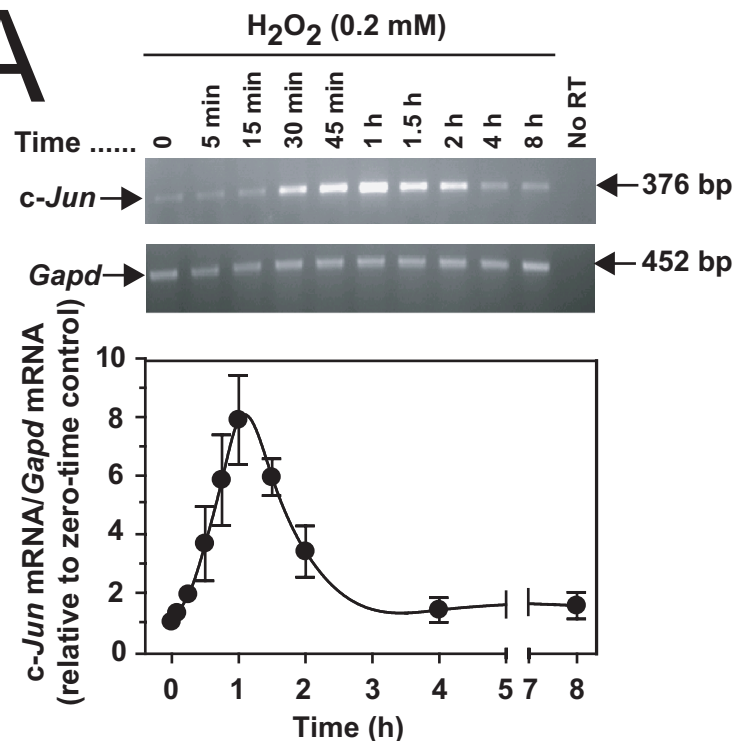 A
H₂O₂ (0.2 mM)
Time ...... 0 5 min 15 min 30 min 45 min 1 h 1.5 h 2 h 4 h 8 h No RT
c-Jun 376 bp
Gapd 452 bp
c-Jun mRNA/Gapd mRNA
(relative to zero-time control)
10
8
6
4
2
0
0 1 2 3 4 5 7 8
Time (h)